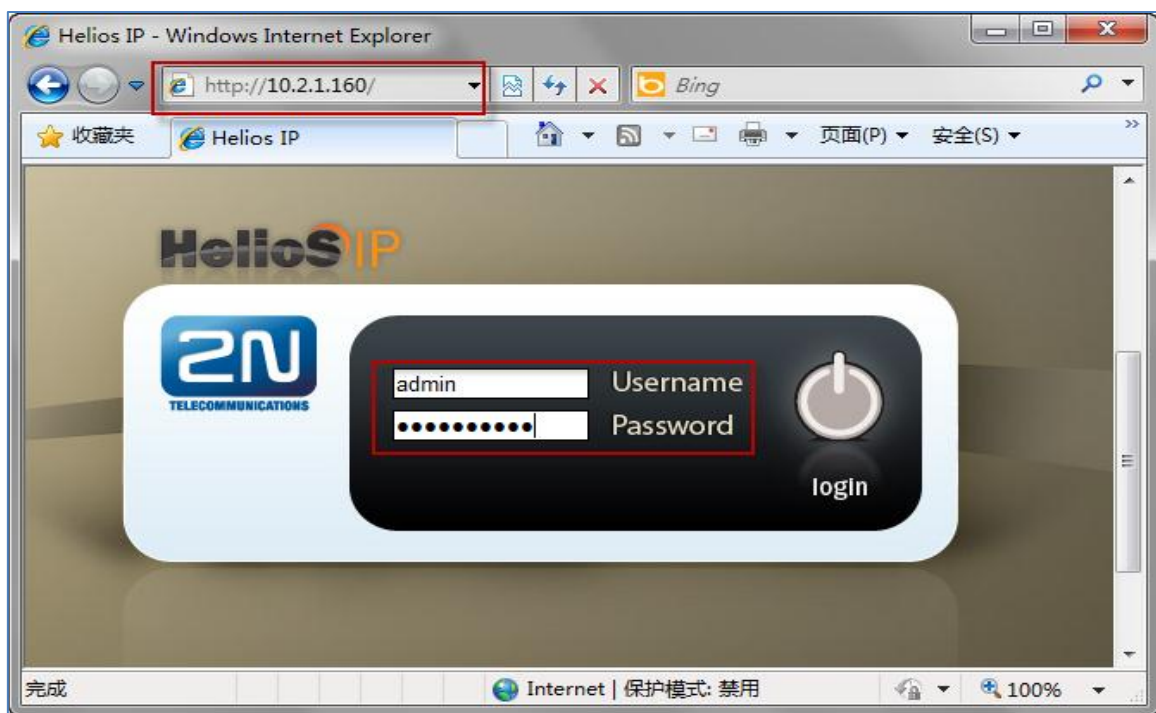 Helios IP - Windows Internet Explorer
http://10.2.1.160/
Bing
收藏夹
Helios IP
页面(P)
安全(S)
HelioS IP
2N
TELECOMMUNICATIONS
admin
Username
●●●●●●●●●●
Password
login
完成
Internet | 保护模式: 禁用
100%